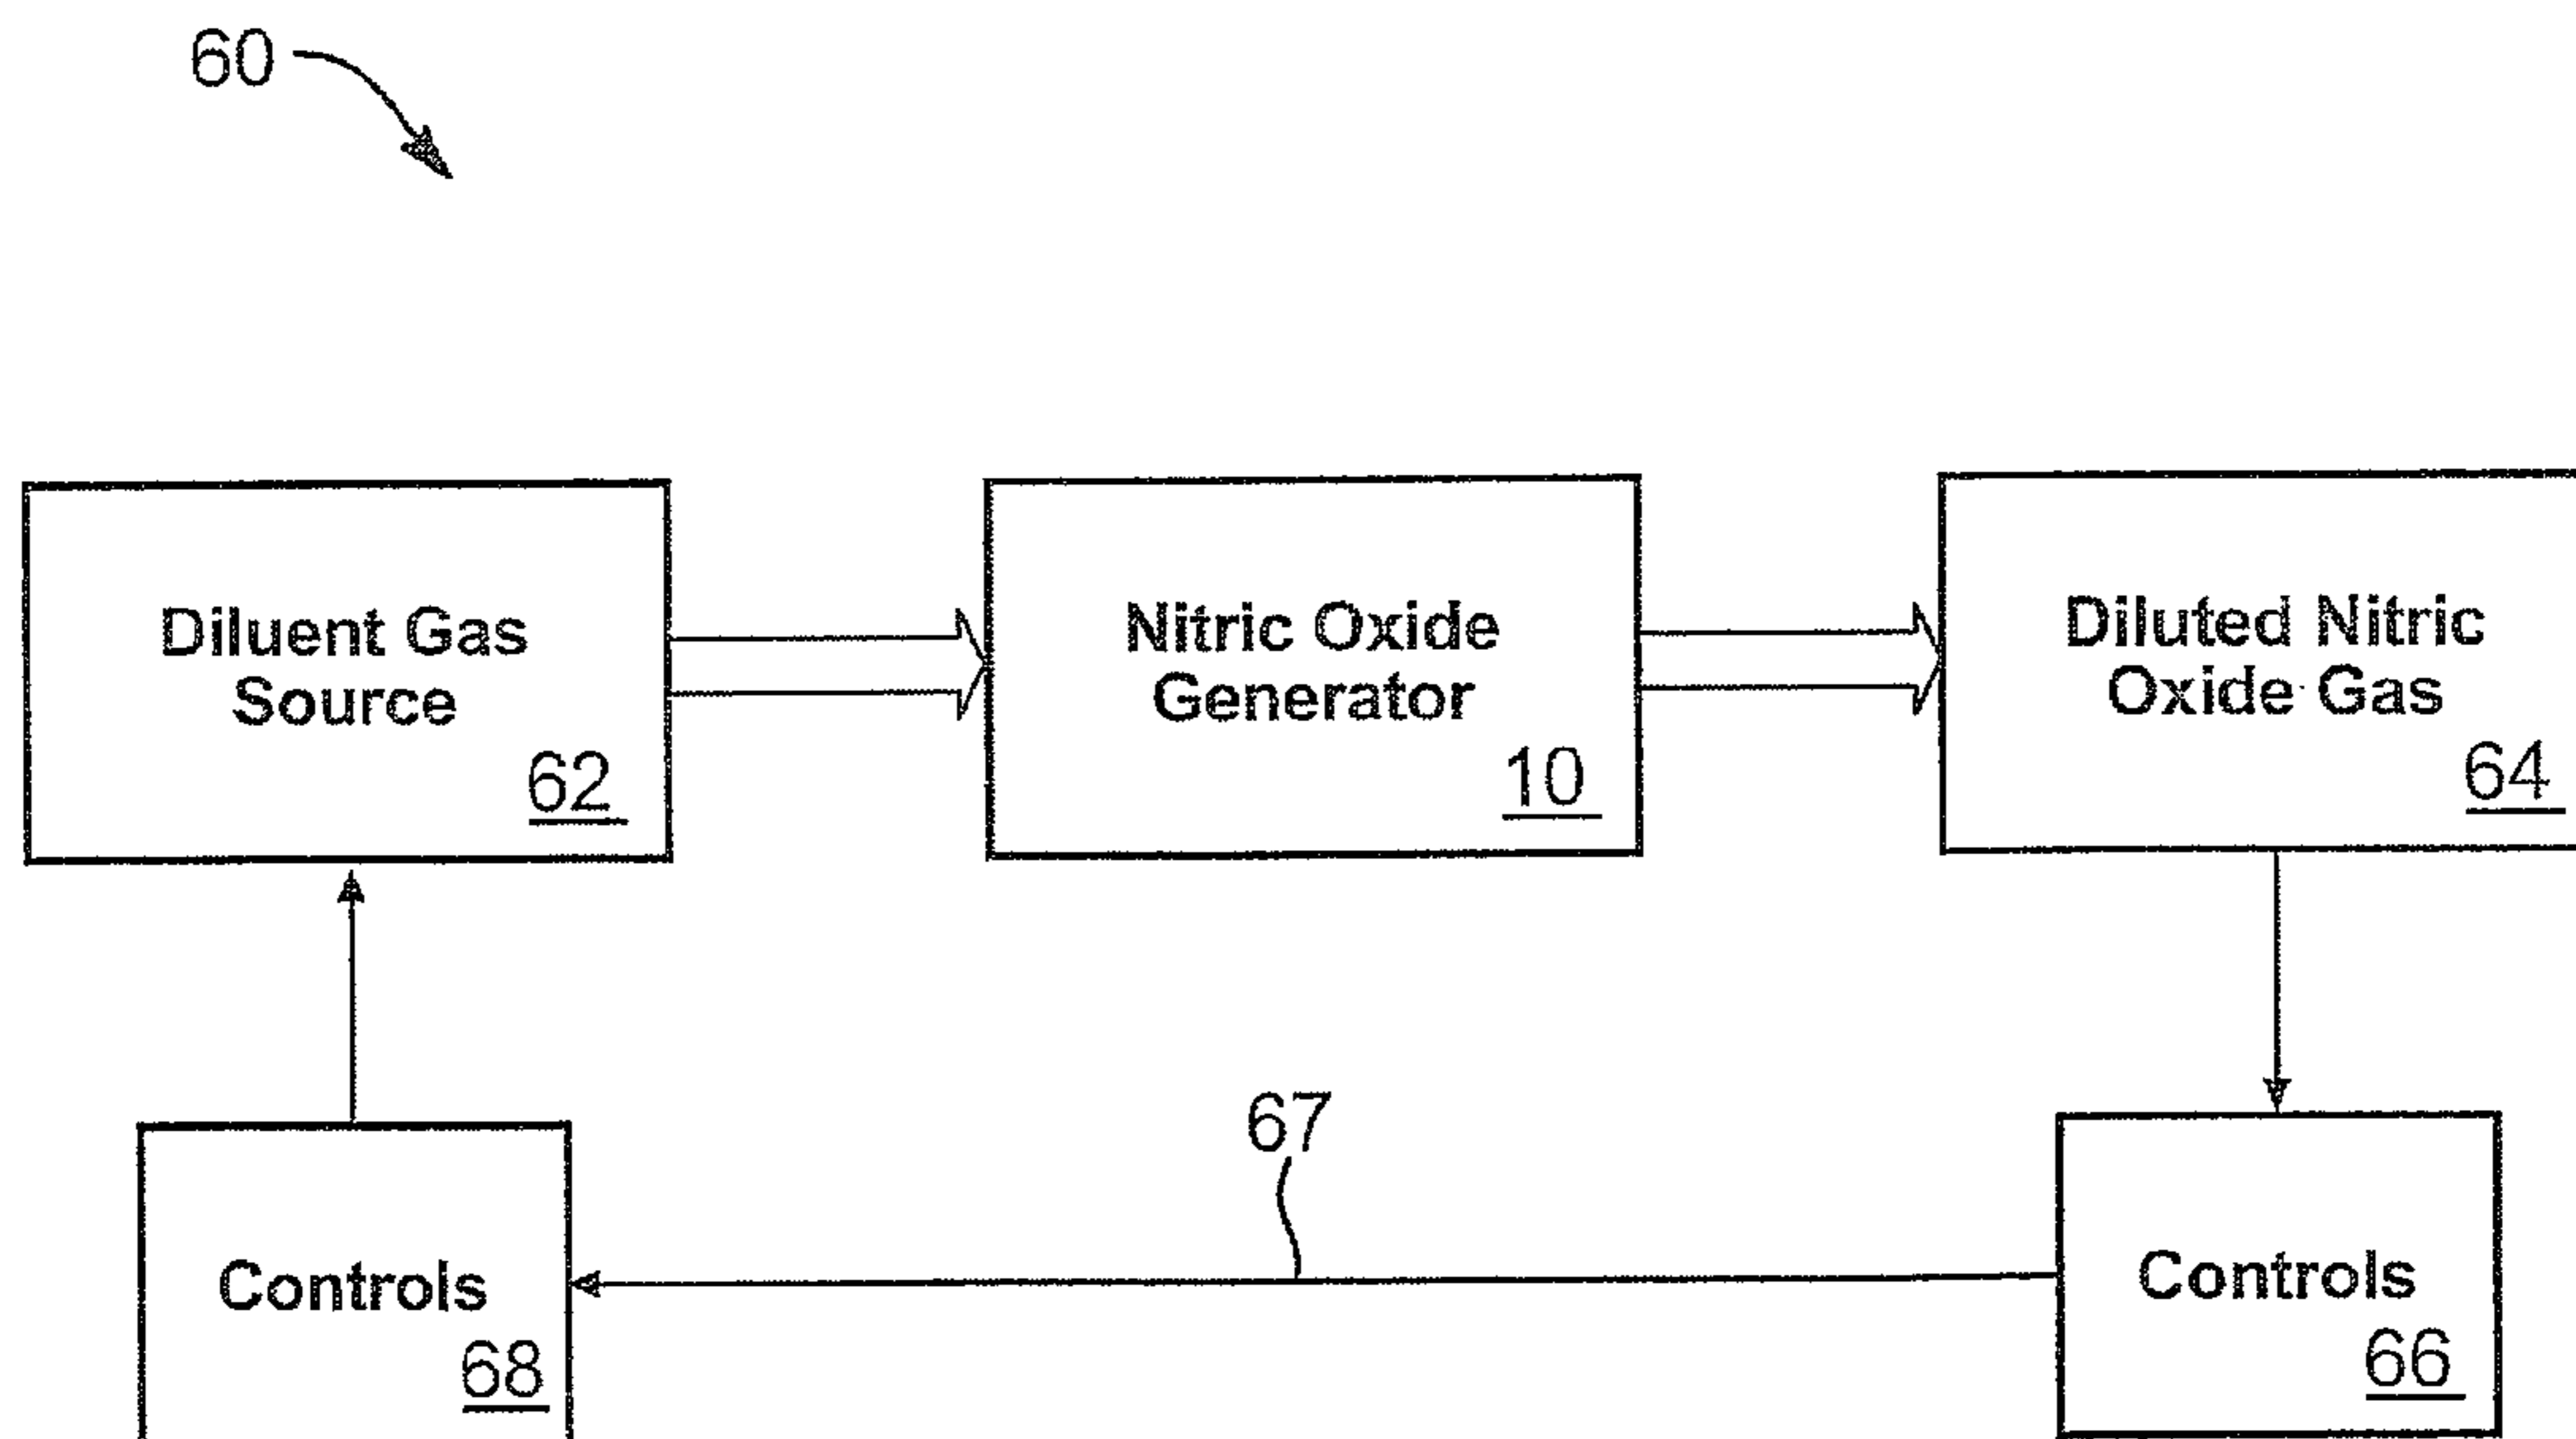 60
Diluent Gas
Source
62
Nitric Oxide
Generator
10
Diluted Nitric
Oxide Gas
64
67
Controls
68
Controls
66